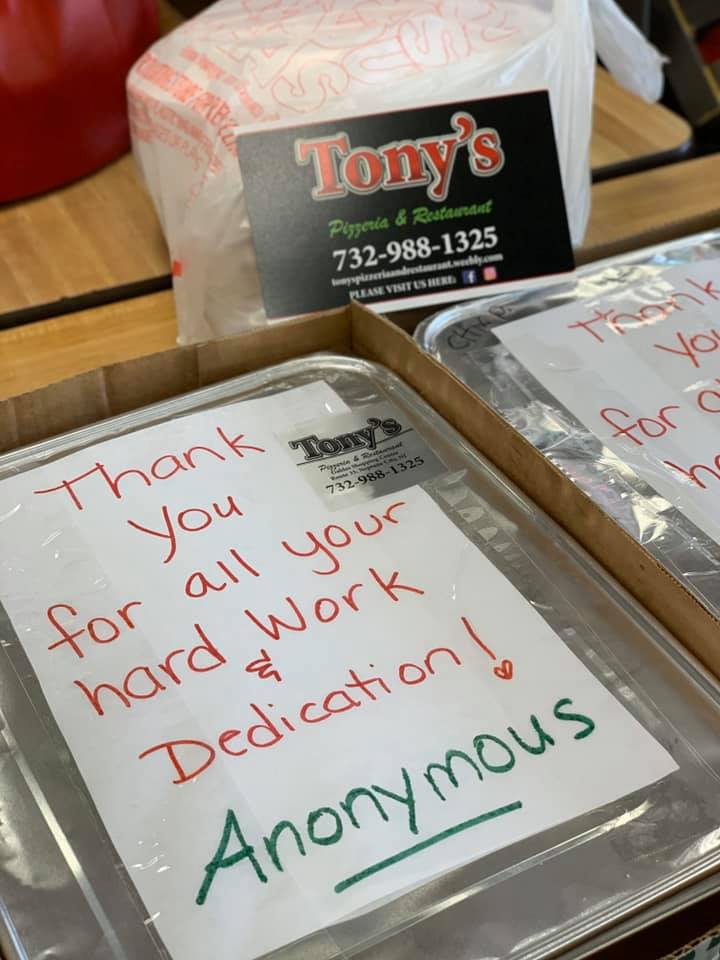 Tony's
Pizzeria & Restaurant
732-988-1325
tonyspizzeriaandrestaurant.weebly.com
PLEASE VISIT US HERE:
Tony's
Pizzeria & Restaurant
732-988-1325
Thank
you
for all your
hard Work
&
Dedication!
Anonymous
Thank
you
for